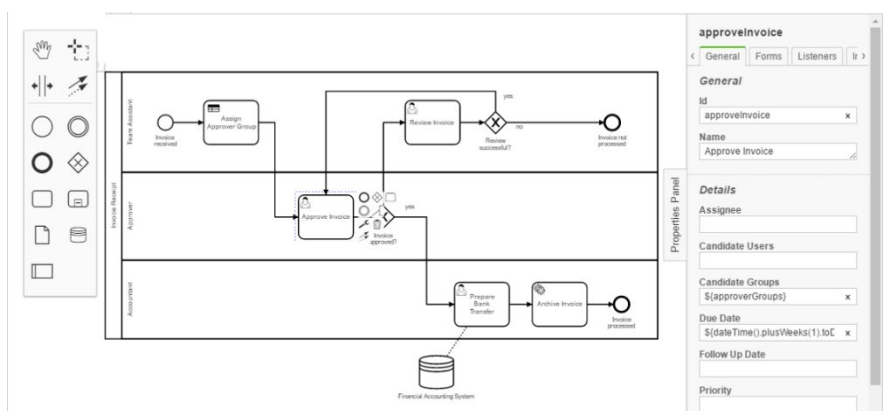 Invoice Receipt
Team Assistant
Invoice
received
Assign
Approver Group
Review Invoice
yes
no
Review
successful?
Invoice not
processed
Approver
Approve Invoice
yes
Invoice
approved?
Accountant
Prepare
Bank
Transfer
Archive Invoice
Invoice
processed
Financial Accounting System
Properties Panel
approveInvoice
General Forms Listeners
General
Id
approveInvoice
Name
Approve Invoice
Details
Assignee
Candidate Users
Candidate Groups
${approverGroups}
Due Date
${dateTime().plusWeeks(1).toD
Follow Up Date
Priority